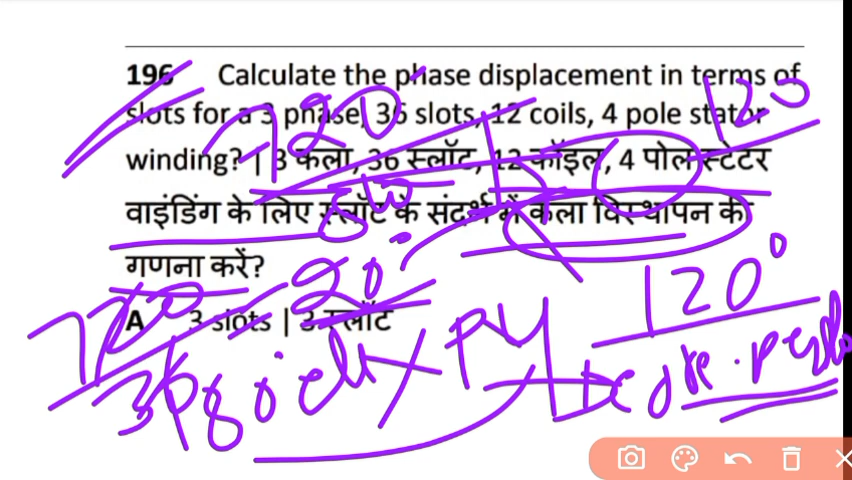 196 Calculate the phase displacement in terms of
slots for a 3 phase, 36 slots, 12 coils, 4 pole stator
winding? | 3 कला, 36 स्लॉट, 12 कॉइल, 4 पोल स्टेटर
वाइंडिंग के लिए स्लॉट के संदर्भ में कला विस्थापन की
गणना करें?
A 3 slots | 3 स्लॉट
720
120
120°
720
20°
36